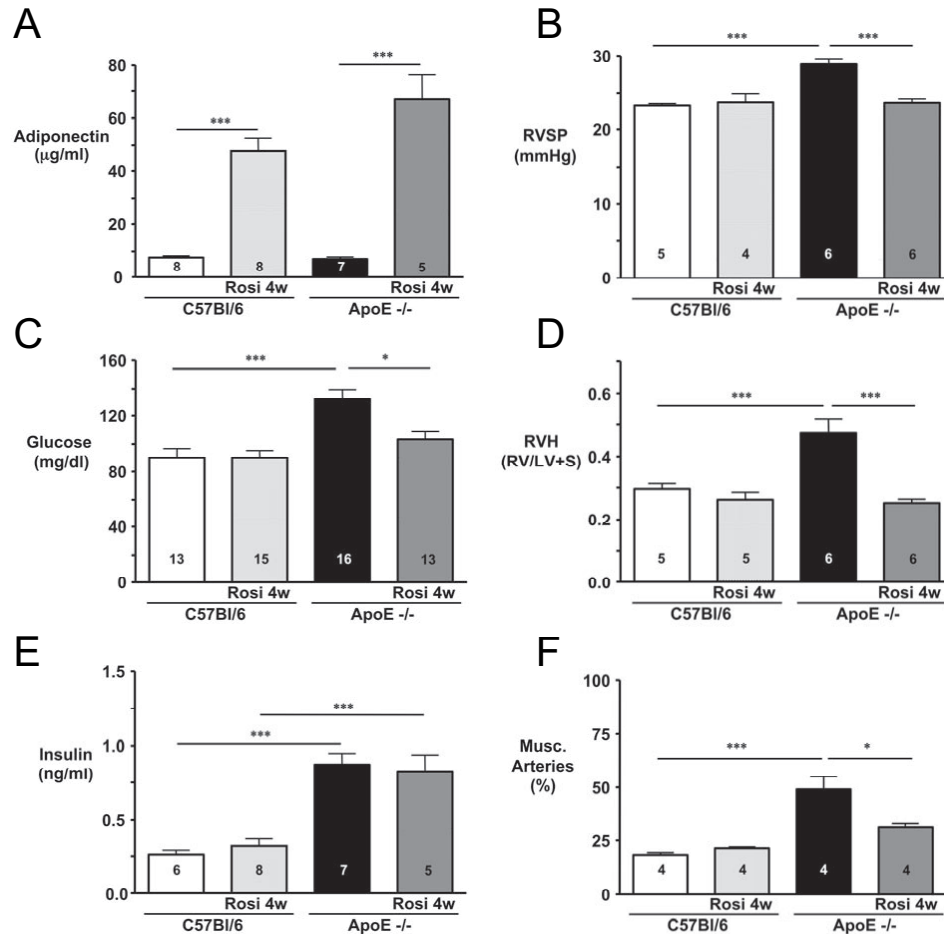 A
80
60
40
20
0
Adiponectin
(µg/ml)
***
***
8
8
7
5
Rosi 4w
Rosi 4w
C57Bl/6
ApoE -/-
B
30
20
10
0
RVSP
(mmHg)
***
***
5
4
6
6
Rosi 4w
Rosi 4w
C57Bl/6
ApoE -/-
C
160
120
80
40
0
Glucose
(mg/dl)
***
*
13
15
16
13
Rosi 4w
Rosi 4w
C57Bl/6
ApoE -/-
D
0.6
0.4
0.2
0.0
RVH
(RV/LV+S)
***
***
5
5
6
6
Rosi 4w
Rosi 4w
C57Bl/6
ApoE -/-
E
1.5
1.0
0.5
0.0
Insulin
(ng/ml)
***
***
6
8
7
5
Rosi 4w
Rosi 4w
C57Bl/6
ApoE -/-
F
100
75
50
25
0
Musc.
Arteries
(%)
***
*
4
4
4
4
Rosi 4w
Rosi 4w
C57Bl/6
ApoE -/-